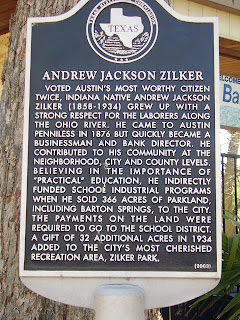 TEXAS
ANDREW JACKSON ZILKER
VOTED AUSTIN'S MOST WORTHY CITIZEN
TWICE, INDIANA NATIVE ANDREW JACKSON
ZILKER (1858-1934) GREW UP WITH A
STRONG RESPECT FOR THE LABORERS ALONG
THE OHIO RIVER. HE CAME TO AUSTIN
PENNILESS IN 1876 BUT QUICKLY BECAME A
BUSINESSMAN AND BANK DIRECTOR. HE
CONTRIBUTED TO HIS COMMUNITY AT THE
NEIGHBORHOOD, CITY AND COUNTY LEVELS.
BELIEVING IN THE IMPORTANCE OF
"PRACTICAL" EDUCATION, HE INDIRECTLY
FUNDED SCHOOL INDUSTRIAL PROGRAMS
WHEN HE SOLD 366 ACRES OF PARKLAND,
INCLUDING BARTON SPRINGS, TO THE CITY.
THE PAYMENTS ON THE LAND WERE
REQUIRED TO GO TO THE SCHOOL DISTRICT.
A GIFT OF 32 ADDITIONAL ACRES IN 1934
ADDED TO THE CITY'S MOST CHERISHED
RECREATION AREA, ZILKER PARK.
(2003)
Ba